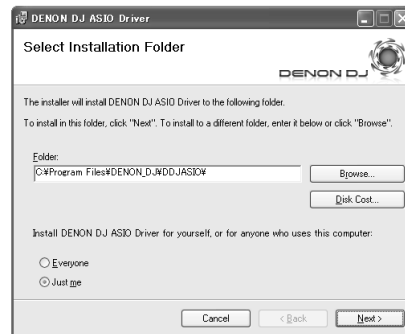 DENON DJ ASIO Driver
Select Installation Folder
DENON DJ
The installer will install DENON DJ ASIO Driver to the following folder.
To install in this folder, click "Next". To install to a different folder, enter it below or click "Browse".
Folder:
C:¥Program Files¥DENON_DJ¥DDJASIO¥
Browse...
Disk Cost...
Install DENON DJ ASIO Driver for yourself, or for anyone who uses this computer:
Everyone
Just me
Cancel
< Back
Next >